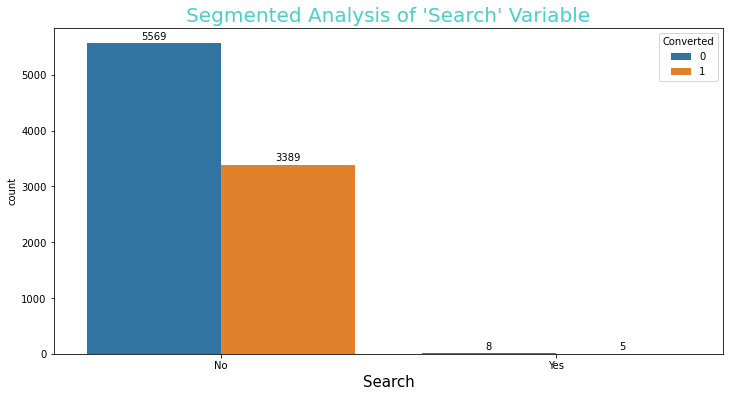 Segmented Analysis of 'Search' Variable
Converted
0
1
5569
3389
8
5
5000
4000
3000
2000
1000
0
count
No
Yes
Search